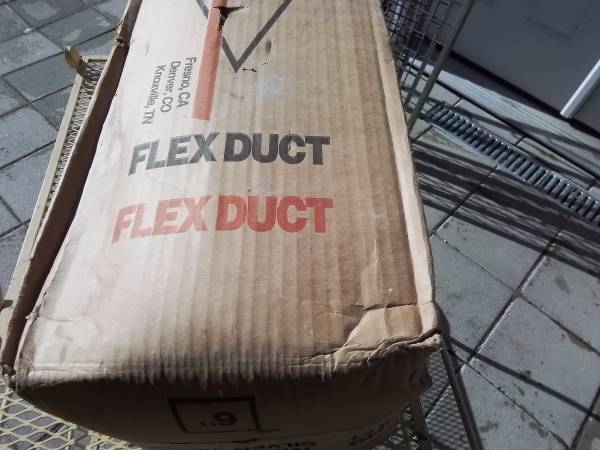 Fresno, CA
Denver, CO
Knoxville, TN
FLEX DUCT
FLEX DUCT
6"